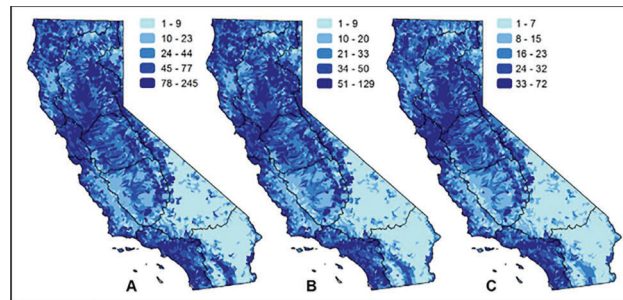 1 - 9
10 - 23
24 - 44
45 - 77
78 - 245
A
1 - 9
10 - 20
21 - 33
34 - 50
51 - 129
B
1 - 7
8 - 15
16 - 23
24 - 32
33 - 72
C